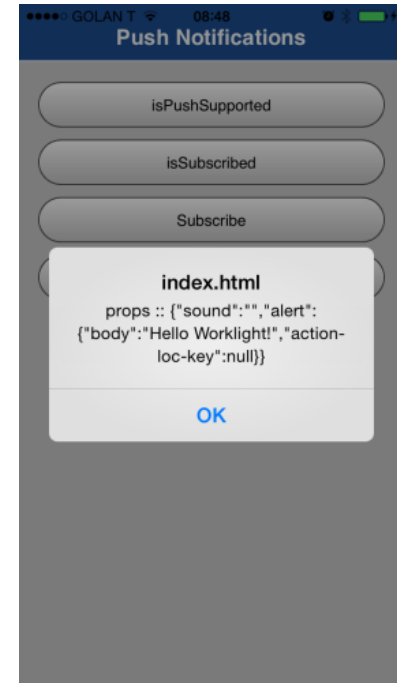 GOLAN T 08:48
Push Notifications
isPushSupported
isSubscribed
Subscribe
index.html
props :: {"sound":"","alert":
{"body":"Hello Worklight!","action-
loc-key":null}}
OK